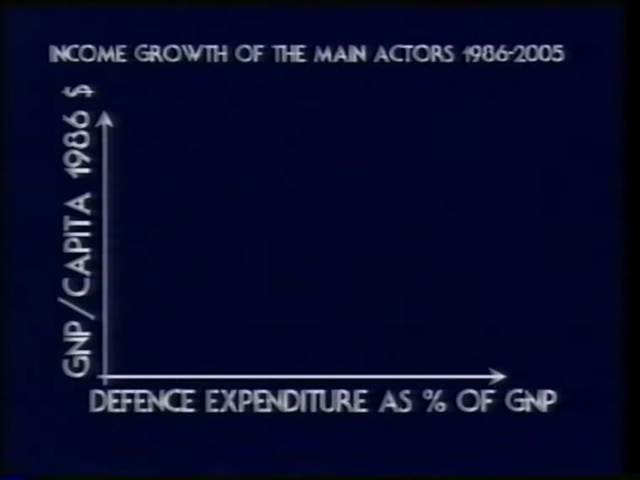 INCOME GROWTH OF THE MAIN ACTORS 1986-2005
GNP/CAPITA 1986 $
DEFENCE EXPENDITURE AS % OF GNP